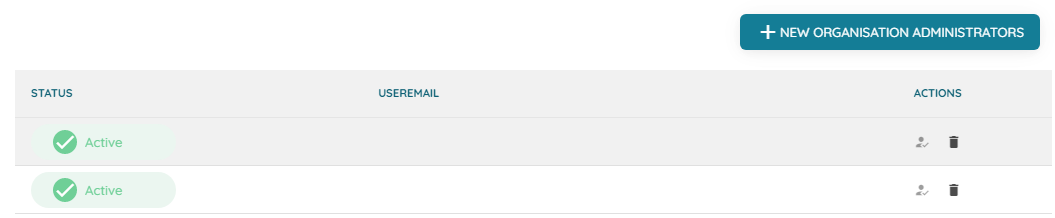 NEW ORGANISATION ADMINISTRATORS
STATUS USEREMAIL ACTIONS
Active
Active